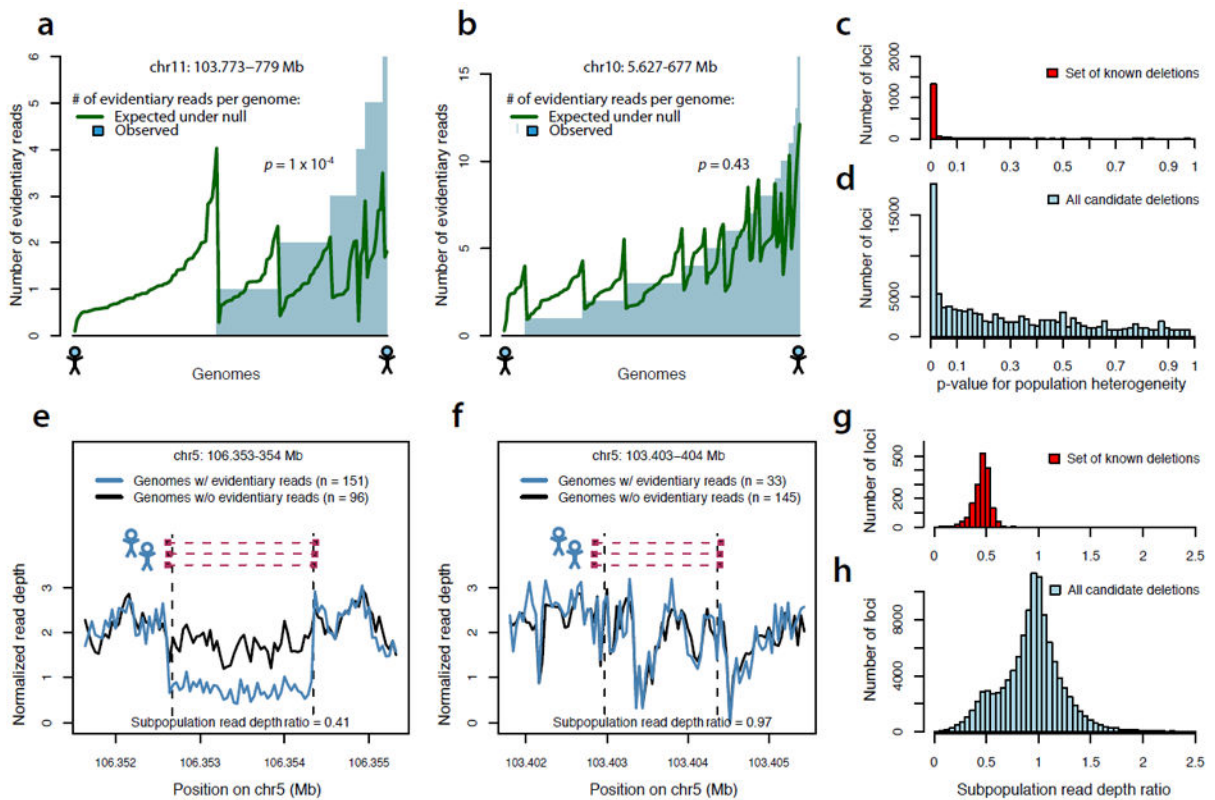 a
chr11: 103.773–779 Mb
# of evidentiary reads per genome:
Expected under null
Observed
p = 1 x 10-4
Number of evidentiary reads
0
1
2
3
4
5
6
Genomes
b
chr10: 5.627-677 Mb
# of evidentiary reads per genome:
Expected under null
Observed
p = 0.43
Number of evidentiary reads
0
5
10
15
Genomes
c
Set of known deletions
Number of loci
0
1000
2000
0 0.1 0.3 0.5 0.7 0.9 1
d
All candidate deletions
Number of loci
0
5000
15000
0 0.1 0.3 0.5 0.7 0.9 1
p-value for population heterogeneity
e
chr5: 106.353-354 Mb
Genomes w/ evidentiary reads (n = 151)
Genomes w/o evidentiary reads (n = 96)
Normalized read depth
0
1
2
3
Subpopulation read depth ratio = 0.41
106.352 106.353 106.354 106.355
Position on chr5 (Mb)
f
chr5: 103.403–404 Mb
Genomes w/ evidentiary reads (n = 33)
Genomes w/o evidentiary reads (n = 145)
Normalized read depth
0
1
2
3
Subpopulation read depth ratio = 0.97
103.402 103.403 103.404 103.405
Position on chr5 (Mb)
g
Set of known deletions
Number of loci
0
200
500
0 0.5 1 1.5 2 2.5
h
All candidate deletions
Number of loci
0
4000
8000
0 0.5 1 1.5 2 2.5
Subpopulation read depth ratio